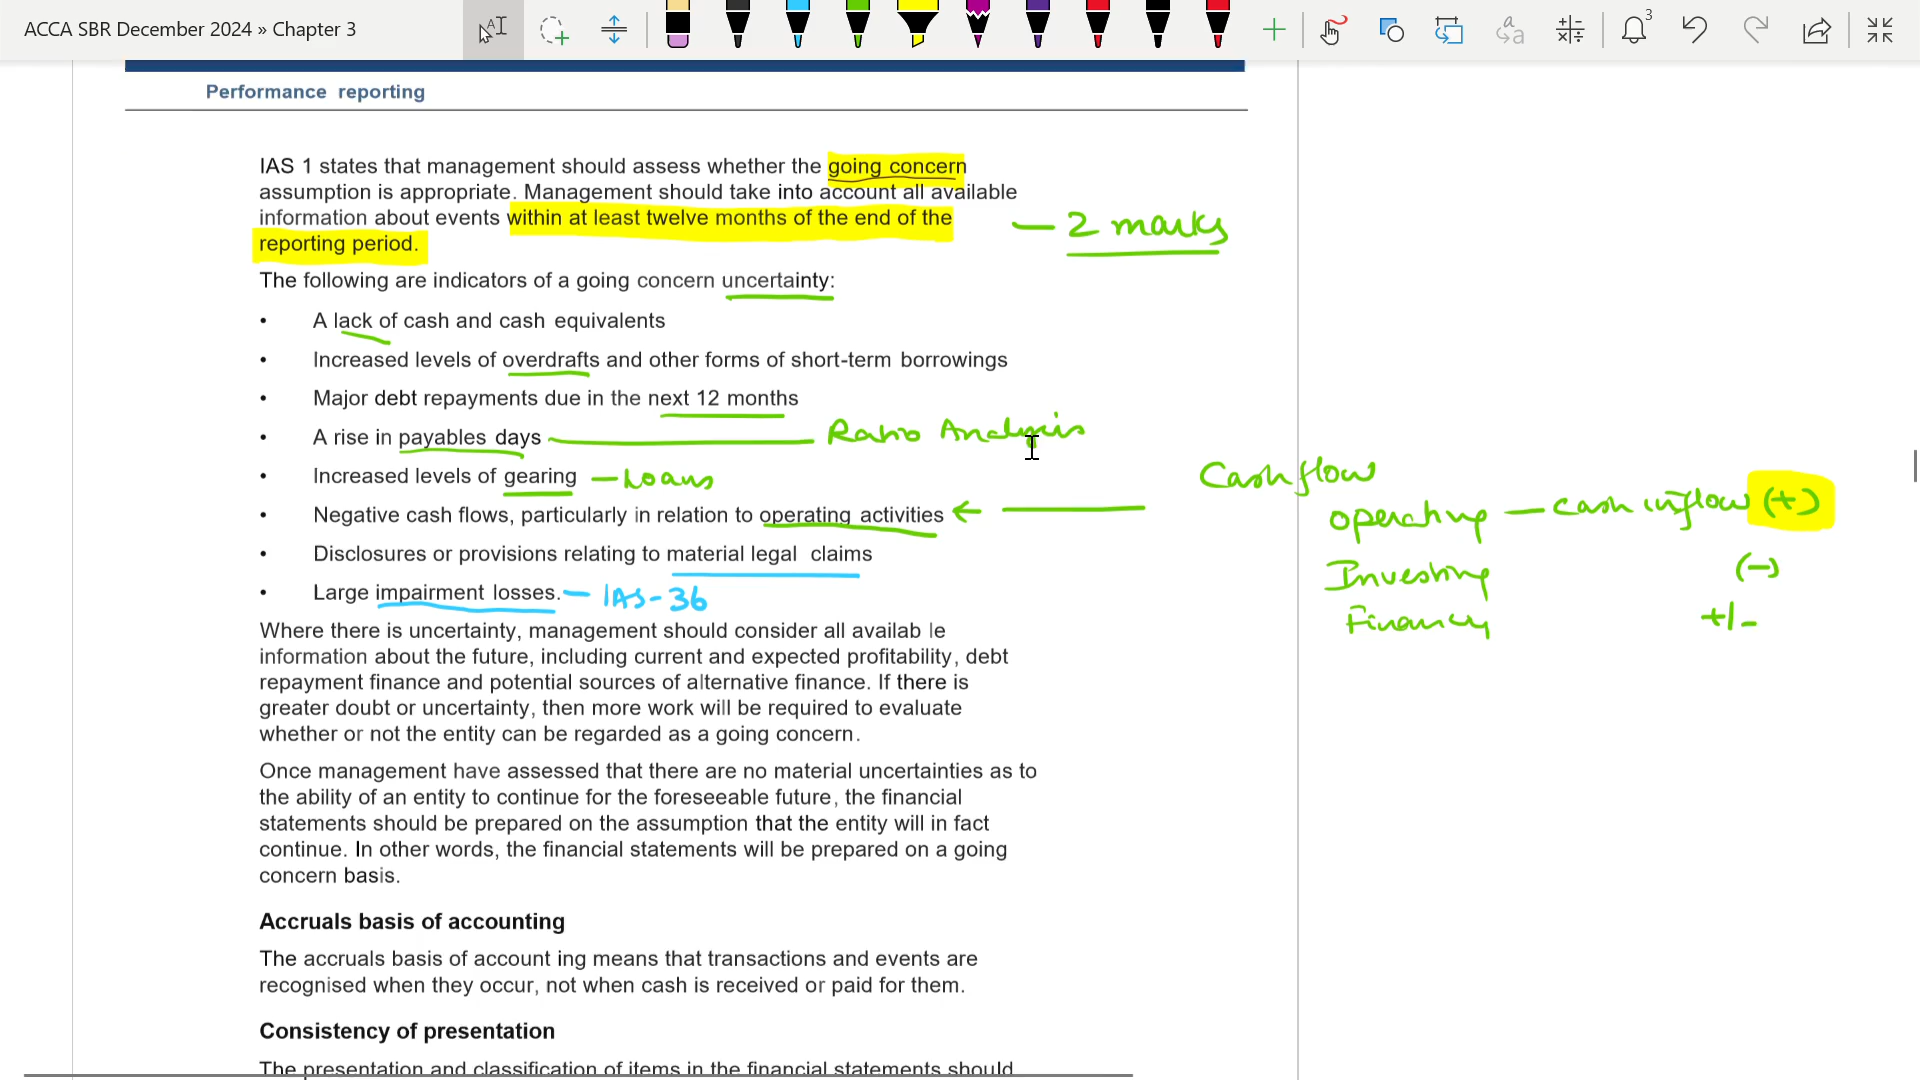 ACCA SBR December 2024 » Chapter 3
3
Performance reporting
IAS 1 states that management should assess whether the going concern
assumption is appropriate. Management should take into account all available
information about events within at least twelve months of the end of the
reporting period.
— 2 marks
The following are indicators of a going concern uncertainty:
• A lack of cash and cash equivalents
• Increased levels of overdrafts and other forms of short-term borrowings
• Major debt repayments due in the next 12 months
• A rise in payables days — Ratio Analysis
• Increased levels of gearing — Loans
• Negative cash flows, particularly in relation to operating activities ←—
Cash flow
Operating — cash inflow (+)
Investing (-)
Financing +/-
• Disclosures or provisions relating to material legal claims
• Large impairment losses. — IAS-36
Where there is uncertainty, management should consider all availab le
information about the future, including current and expected profitability, debt
repayment finance and potential sources of alternative finance. If there is
greater doubt or uncertainty, then more work will be required to evaluate
whether or not the entity can be regarded as a going concern.
Once management have assessed that there are no material uncertainties as to
the ability of an entity to continue for the foreseeable future, the financial
statements should be prepared on the assumption that the entity will in fact
continue. In other words, the financial statements will be prepared on a going
concern basis.
Accruals basis of accounting
The accruals basis of account ing means that transactions and events are
recognised when they occur, not when cash is received or paid for them.
Consistency of presentation
The presentation and classification of items in the financial statements should